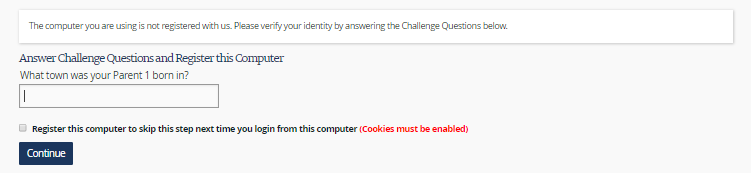 The computer you are using is not registered with us. Please verify your identity by answering the Challenge Questions below.
Answer Challenge Questions and Register this Computer
What town was your Parent 1 born in?
Register this computer to skip this step next time you login from this computer (Cookies must be enabled)
Continue